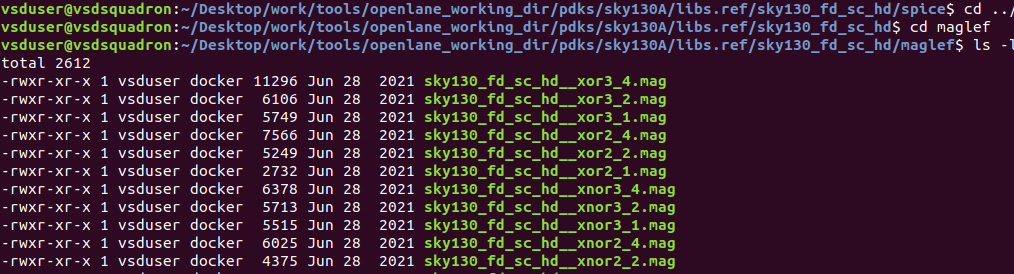 vsduser@vsdsquadron:~/Desktop/work/tools/openlane_working_dir/pdks/sky130A/libs.ref/sky130_fd_sc_hd/spice$ cd ../
vsduser@vsdsquadron:~/Desktop/work/tools/openlane_working_dir/pdks/sky130A/libs.ref/sky130_fd_sc_hd$ cd maglef
vsduser@vsdsquadron:~/Desktop/work/tools/openlane_working_dir/pdks/sky130A/libs.ref/sky130_fd_sc_hd/maglef$ ls -l
total 2612
-rwxr-xr-x 1 vsduser docker 11296 Jun 28  2021 sky130_fd_sc_hd__xor3_4.mag
-rwxr-xr-x 1 vsduser docker  6106 Jun 28  2021 sky130_fd_sc_hd__xor3_2.mag
-rwxr-xr-x 1 vsduser docker  5749 Jun 28  2021 sky130_fd_sc_hd__xor3_1.mag
-rwxr-xr-x 1 vsduser docker  7566 Jun 28  2021 sky130_fd_sc_hd__xor2_4.mag
-rwxr-xr-x 1 vsduser docker  5249 Jun 28  2021 sky130_fd_sc_hd__xor2_2.mag
-rwxr-xr-x 1 vsduser docker  2732 Jun 28  2021 sky130_fd_sc_hd__xor2_1.mag
-rwxr-xr-x 1 vsduser docker  6378 Jun 28  2021 sky130_fd_sc_hd__xnor3_4.mag
-rwxr-xr-x 1 vsduser docker  5713 Jun 28  2021 sky130_fd_sc_hd__xnor3_2.mag
-rwxr-xr-x 1 vsduser docker  5515 Jun 28  2021 sky130_fd_sc_hd__xnor3_1.mag
-rwxr-xr-x 1 vsduser docker  6025 Jun 28  2021 sky130_fd_sc_hd__xnor2_4.mag
-rwxr-xr-x 1 vsduser docker  4375 Jun 28  2021 sky130_fd_sc_hd__xnor2_2.mag